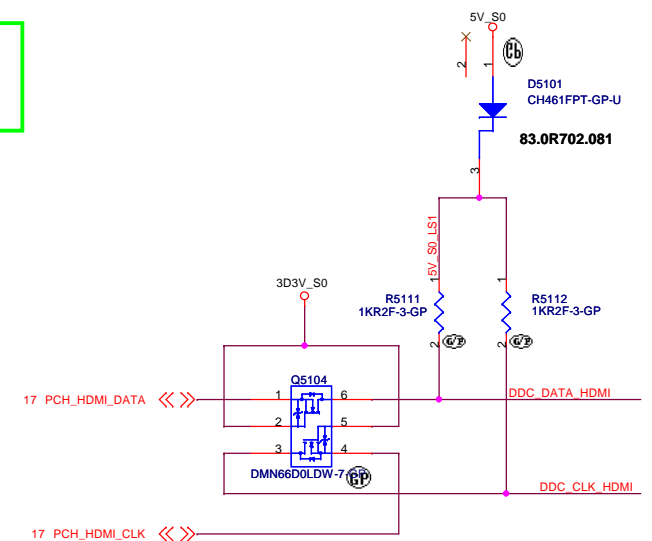 5V_S0
2
1
D5101
CH461FPT-GP-U
83.0R702.081
3
5V_S0_LS1
3D3V_S0
1
1
R5111
1KR2F-3-GP
R5112
1KR2F-3-GP
2
2
Q5104
17 PCH_HDMI_DATA
1
6
DDC_DATA_HDMI
2
5
3
4
DMN66D0LDW-7-GP
GP
DDC_CLK_HDMI
17 PCH_HDMI_CLK